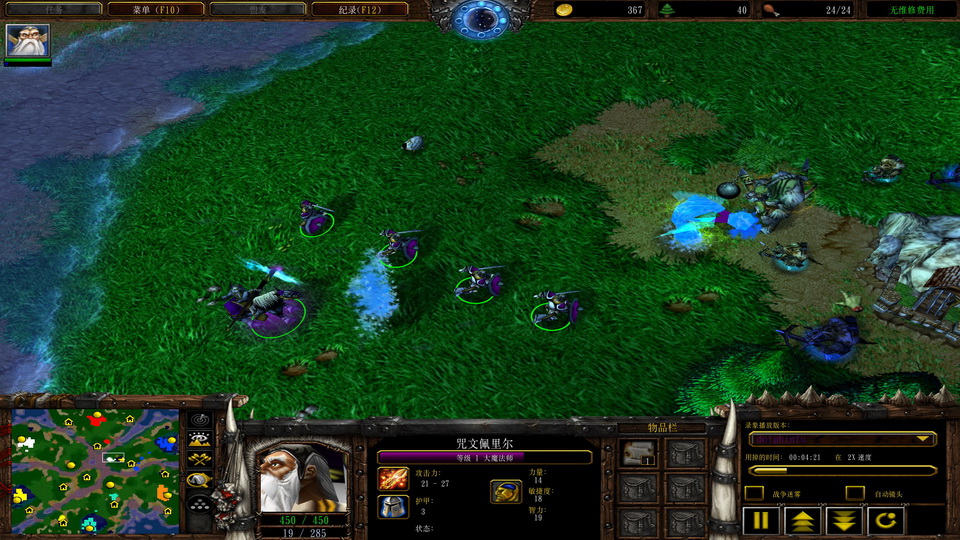 任务
菜单 (F10)
盟友
纪录(F12)
367
40
24/24
无维修费用
咒文佩里尔
等级 1 大魔法师
攻击力:
21 - 27
护甲:
3
状态:
力量:
14
敏捷度:
18
智力:
19
450 / 450
19 / 285
物品栏
1
录象播放版本:
用掉的时间: 00:04:21 在 2X 速度
战争迷雾
自动镜头